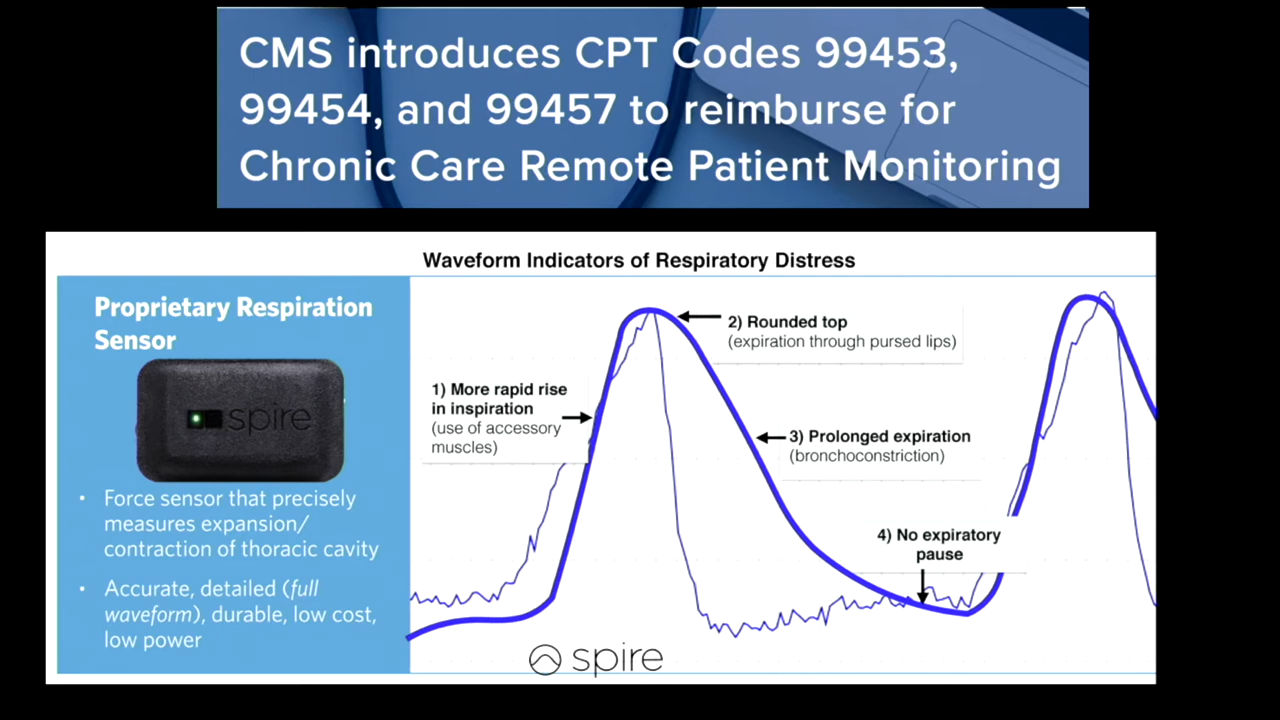 CMS introduces CPT Codes 99453,
99454, and 99457 to reimburse for
Chronic Care Remote Patient Monitoring
Waveform Indicators of Respiratory Distress
Proprietary Respiration
Sensor
spire
• Force sensor that precisely
measures expansion/
contraction of thoracic cavity
• Accurate, detailed (full
waveform), durable, low cost,
low power
1) More rapid rise
in inspiration
(use of accessory
muscles)
2) Rounded top
(expiration through pursed lips)
3) Prolonged expiration
(bronchoconstriction)
4) No expiratory
pause
spire